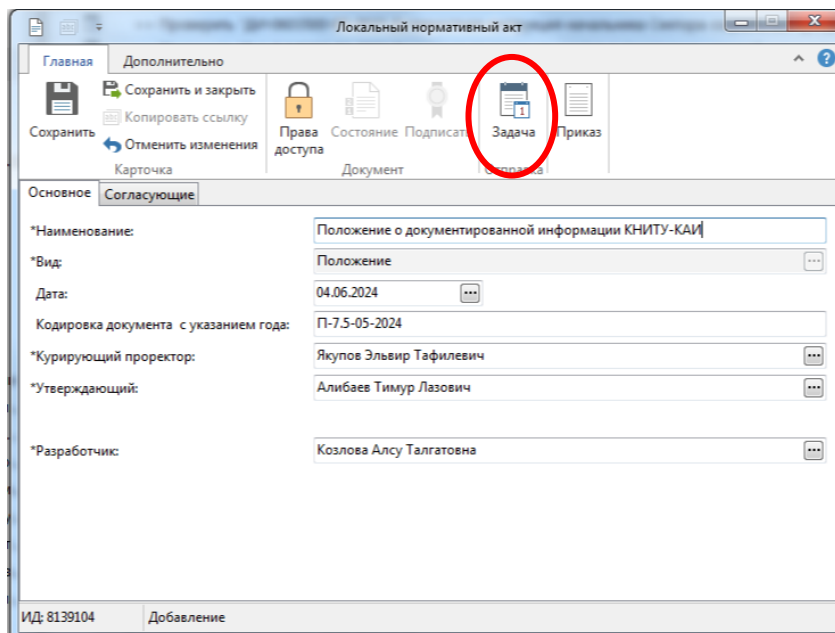 Локальный нормативный акт
Главная Дополнительно
Сохранить
Сохранить и закрыть
Копировать ссылку
Отменить изменения
Карточка
Права доступа
Состояние
Подписать
Документ
Задача
Отправка
Приказ
1
Основное Согласующие
*Наименование: Положение о документированной информации КНИТУ-КАИ
*Вид: Положение
Дата: 04.06.2024
Кодировка документа с указанием года: П-7.5-05-2024
*Курирующий проректор: Якупов Эльвир Тафилевич
*Утверждающий: Алибаев Тимур Лазович
*Разработчик: Козлова Алсу Талгатовна
ИД: 8139104 Добавление